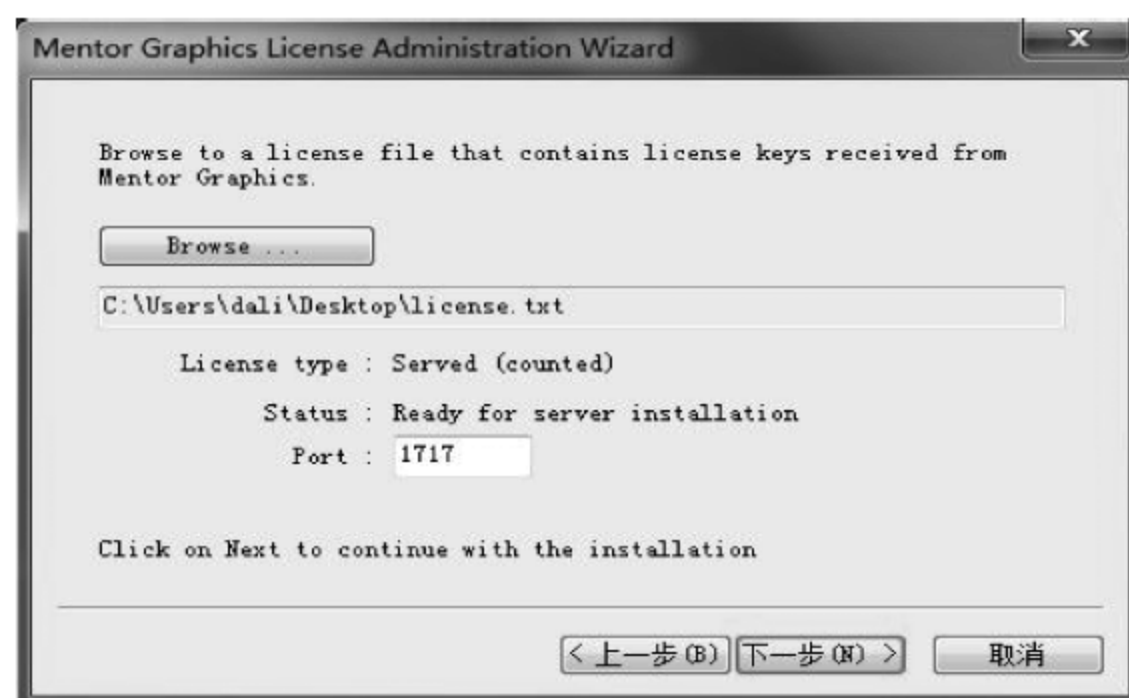 Mentor Graphics License Administration Wizard
Browse to a license file that contains license keys received from
Mentor Graphics.
Browse ...
C:\Users\dali\Desktop\license.txt
License type : Served (counted)
Status : Ready for server installation
Port : 1717
Click on Next to continue with the installation
< 上一步(B) 下一步(N) > 取消